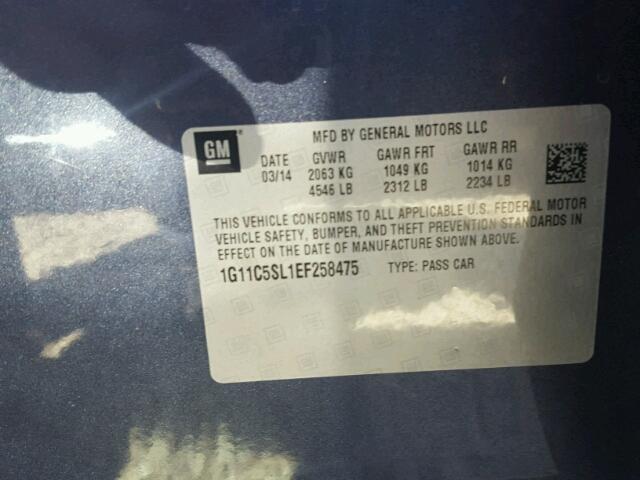 GM
MFD BY GENERAL MOTORS LLC
DATE GVWR GAWR FRT GAWR RR
03/14 2063 KG 1049 KG 1014 KG
4546 LB 2312 LB 2234 LB
THIS VEHICLE CONFORMS TO ALL APPLICABLE U.S. FEDERAL MOTOR
VEHICLE SAFETY, BUMPER, AND THEFT PREVENTION STANDARDS IN
EFFECT ON THE DATE OF MANUFACTURE SHOWN ABOVE.
1G11C5SL1EF258475 TYPE: PASS CAR